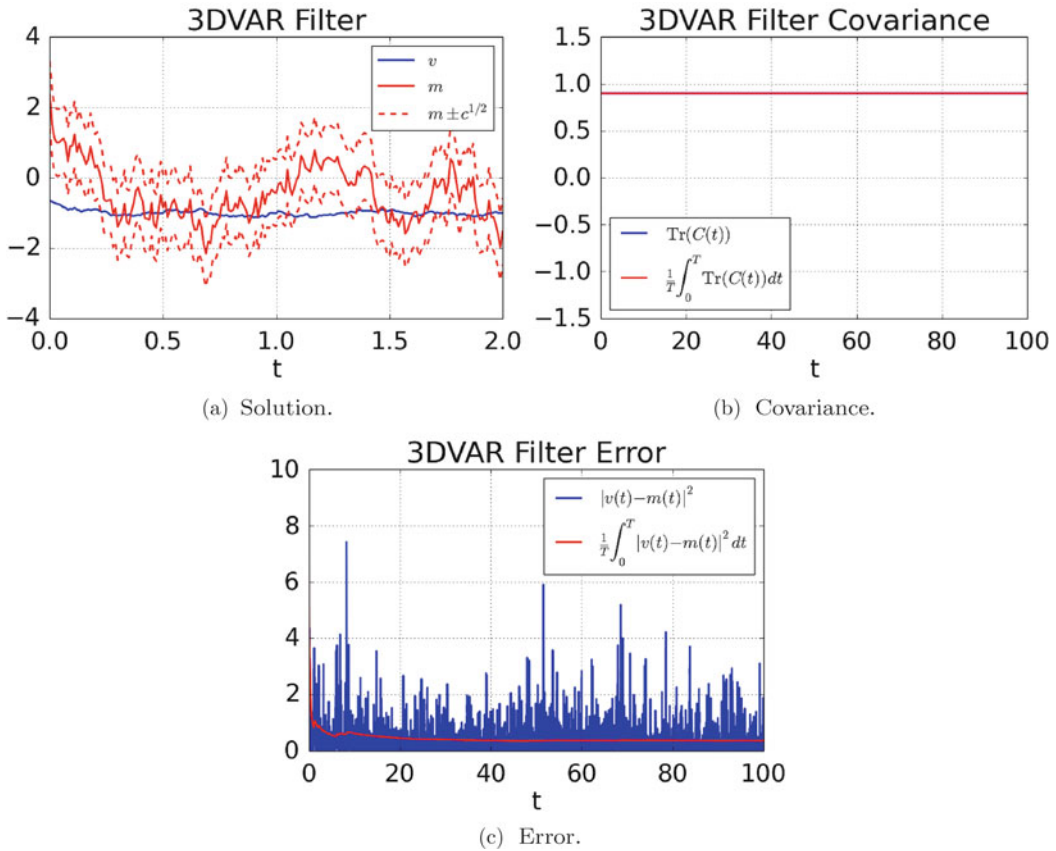 3DVAR Filter
4
2
0
−2
−4
0.0 0.5 1.0 1.5 2.0
t
v
m
m ± c^{1/2}
(a) Solution.
3DVAR Filter Covariance
1.5
1.0
0.5
0.0
−0.5
−1.0
−1.5
0 20 40 60 80 100
t
Tr(C(t))
\frac{1}{T}∫_0^T Tr(C(t))dt
(b) Covariance.
3DVAR Filter Error
10
8
6
4
2
0
0 20 40 60 80 100
t
|v(t)−m(t)|^2
\frac{1}{T}∫_0^T |v(t)−m(t)|^2 dt
(c) Error.